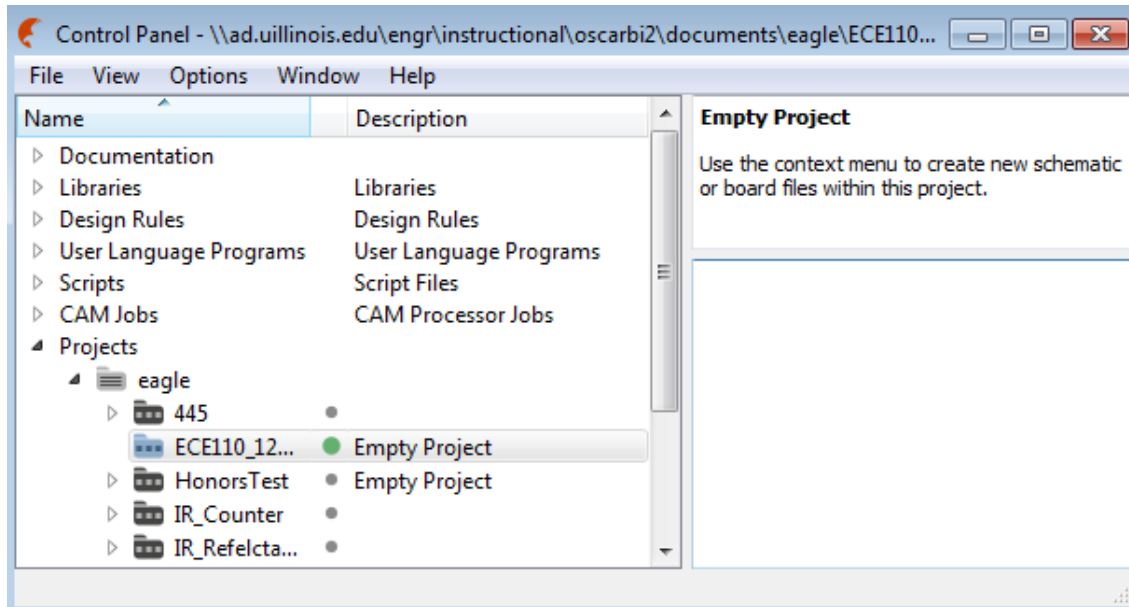 Control Panel - \\ad.uillinois.edu\engr\instructional\oscarbi2\documents\eagle\ECE110...
File View Options Window Help
Name Description
Documentation
Libraries Libraries
Design Rules Design Rules
User Language Programs User Language Programs
Scripts Script Files
CAM Jobs CAM Processor Jobs
Projects
eagle
445
ECE110_12... Empty Project
HonorsTest Empty Project
IR_Counter
IR_Refelcta...
Empty Project
Use the context menu to create new schematic
or board files within this project.